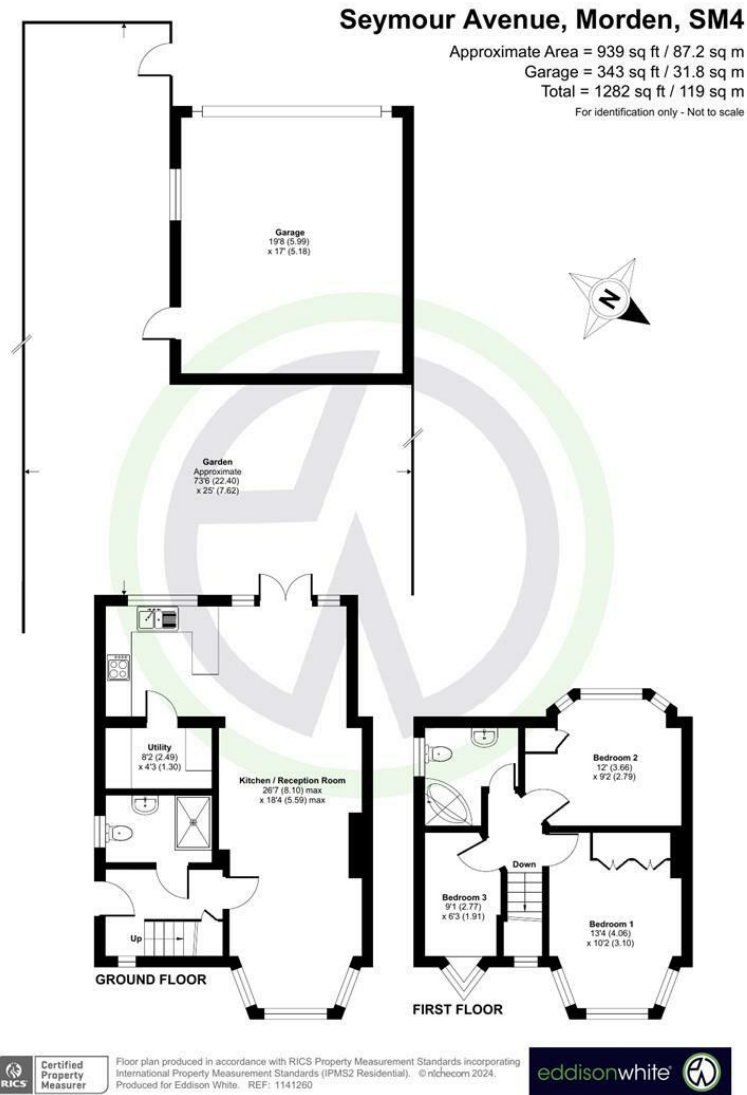 Seymour Avenue, Morden, SM4
Approximate Area = 939 sq ft / 87.2 sq m
Garage = 343 sq ft / 31.8 sq m
Total = 1282 sq ft / 119 sq m
For identification only - Not to scale
Garage
19'8 (5.99)
x 17' (5.18)
N
Garden
Approximate
73'6 (22.40)
x 25' (7.62)
Utility
8'2 (2.49)
x 4'3 (1.30)
Kitchen / Reception Room
26'7 (8.10) max
x 18'4 (5.59) max
Up
GROUND FLOOR
Bedroom 2
12' (3.66)
x 9'2 (2.79)
Down
Bedroom 3
9'1 (2.77)
x 6'3 (1.91)
Bedroom 1
13'4 (4.06)
x 10'2 (3.10)
FIRST FLOOR
RICS
Certified
Property
Measurer
Floor plan produced in accordance with RICS Property Measurement Standards incorporating
International Property Measurement Standards (IPMS2 Residential). © nichecom 2024.
Produced for Eddison White. REF: 1141260
eddisonwhite